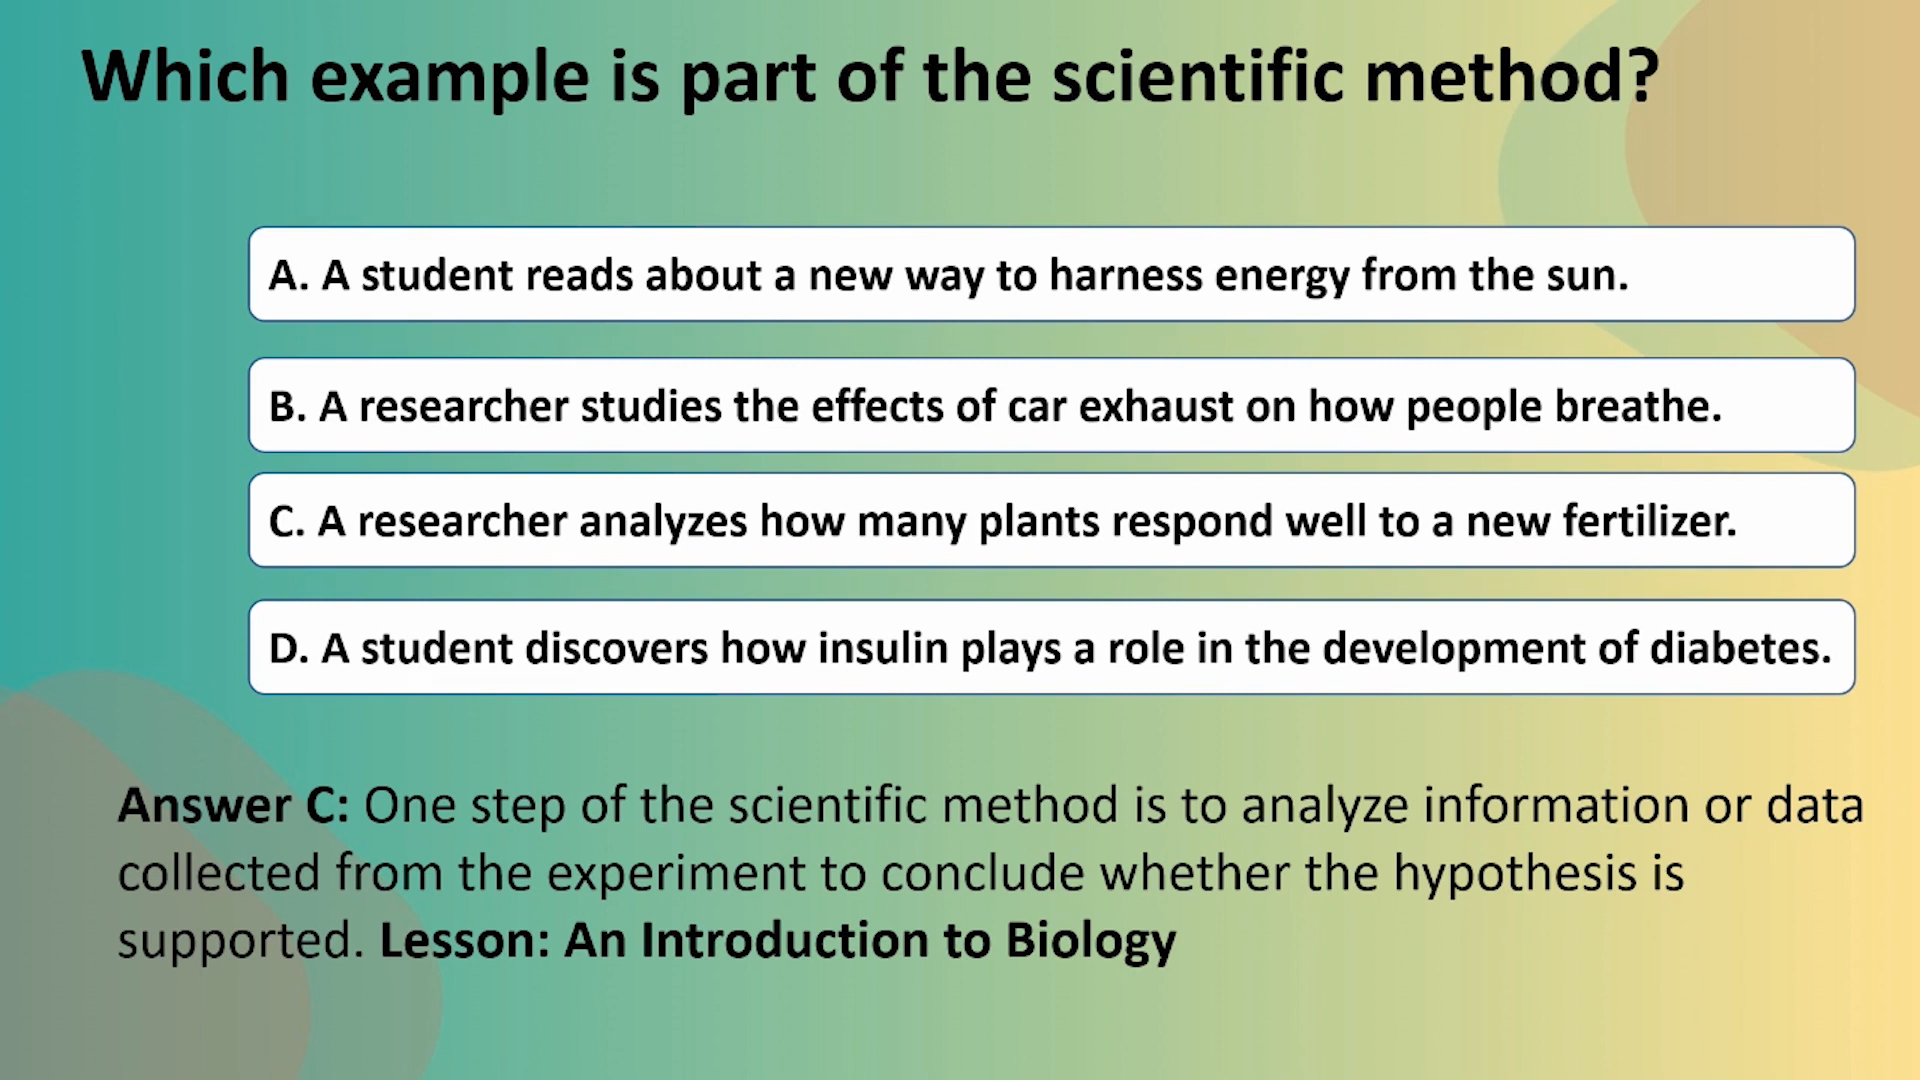 Which example is part of the scientific method?
A. A student reads about a new way to harness energy from the sun.
B. A researcher studies the effects of car exhaust on how people breathe.
C. A researcher analyzes how many plants respond well to a new fertilizer.
D. A student discovers how insulin plays a role in the development of diabetes.
Answer C: One step of the scientific method is to analyze information or data
collected from the experiment to conclude whether the hypothesis is
supported. Lesson: An Introduction to Biology